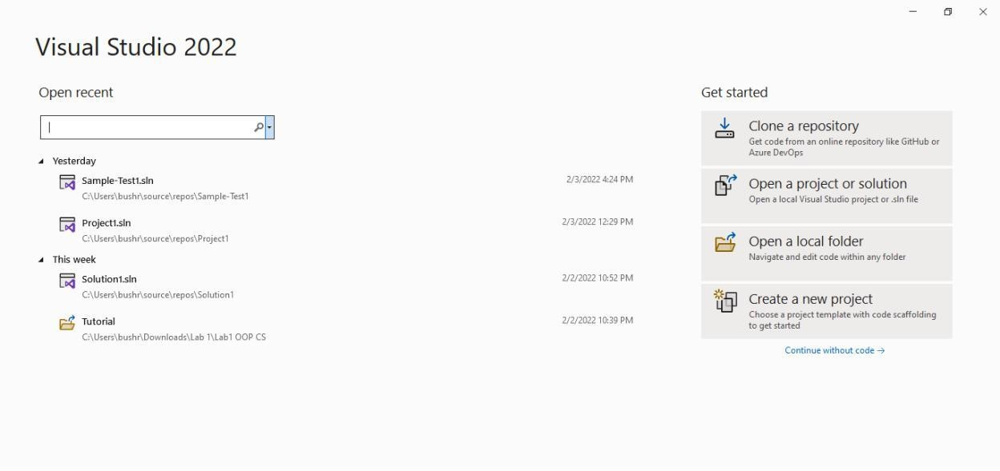 Visual Studio 2022
Open recent
Yesterday
Sample-Test1.sln
2/3/2022 4:24 PM
C:\Users\bushr\source\repos\Sample-Test1
Project1.sln
2/3/2022 12:29 PM
C:\Users\bushr\source\repos\Project1
This week
Solution1.sln
2/2/2022 10:52 PM
C:\Users\bushr\source\repos\Solution1
Tutorial
2/2/2022 10:39 PM
C:\Users\bushr\Downloads\Lab 1\Lab1 OOP CS
Get started
Clone a repository
Get code from an online repository like GitHub or
Azure DevOps
Open a project or solution
Open a local Visual Studio project or .sln file
Open a local folder
Navigate and edit code within any folder
Create a new project
Choose a project template with code scaffolding
to get started
Continue without code →